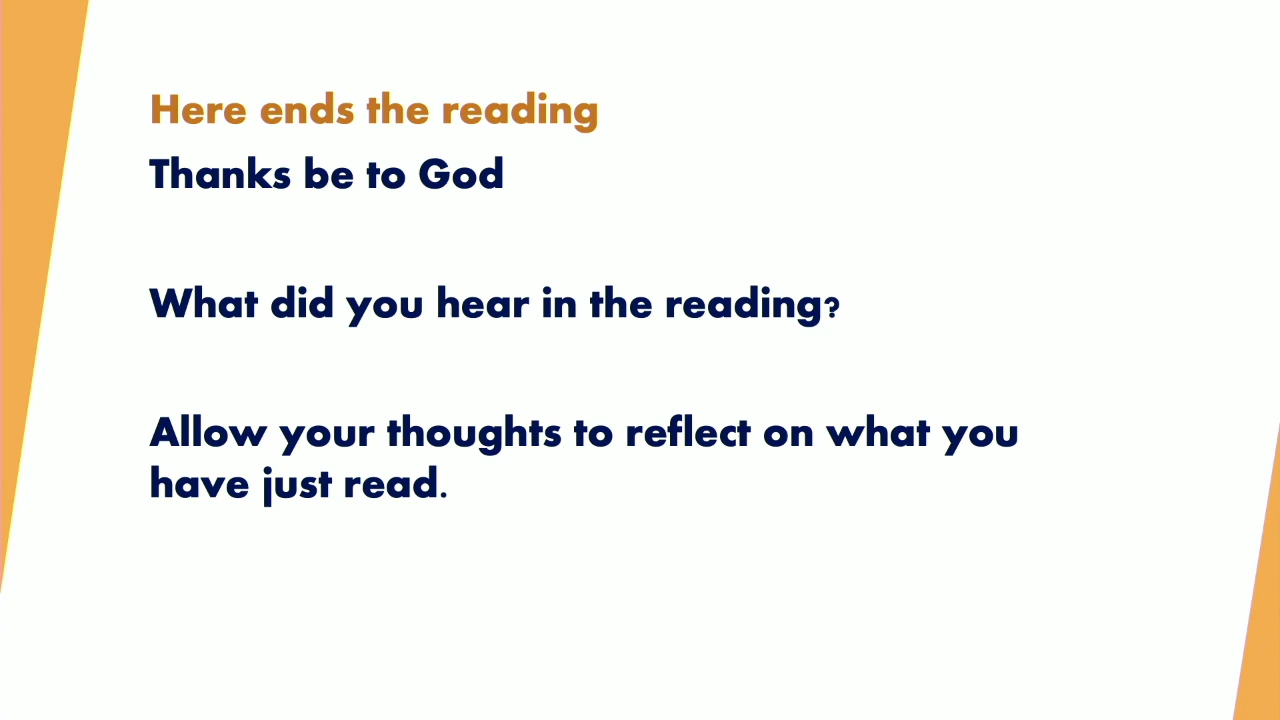 Here ends the reading
Thanks be to God
What did you hear in the reading?
Allow your thoughts to reflect on what you
have just read.